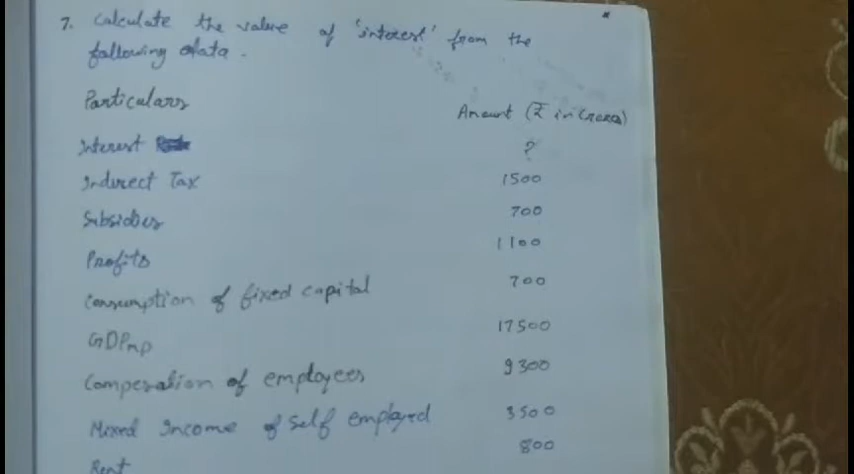 7. Calculate the value of 'interest' from the
following data.
Particulars Amount (₹ in crores)
Interest ?
Indirect Tax 1500
Subsidies 700
Profits 1100
Consumption of fixed capital 700
GDPmp 17500
Compensation of employees 9300
Mixed Income of Self employed 3500
Rent 800